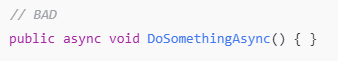 // BAD
public async void DoSomethingAsync() { }